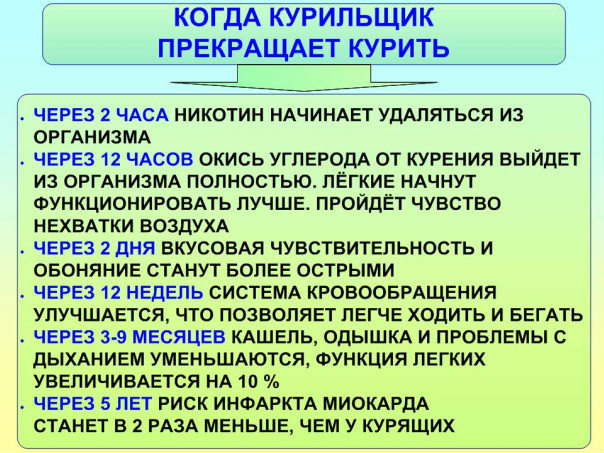 КОГДА КУРИЛЬЩИК
ПРЕКРАЩАЕТ КУРИТЬ
• ЧЕРЕЗ 2 ЧАСА НИКОТИН НАЧИНАЕТ УДАЛЯТЬСЯ ИЗ
ОРГАНИЗМА
• ЧЕРЕЗ 12 ЧАСОВ ОКИСЬ УГЛЕРОДА ОТ КУРЕНИЯ ВЫЙДЕТ
ИЗ ОРГАНИЗМА ПОЛНОСТЬЮ. ЛЁГКИЕ НАЧНУТ
ФУНКЦИОНИРОВАТЬ ЛУЧШЕ. ПРОЙДЁТ ЧУВСТВО
НЕХВАТКИ ВОЗДУХА
• ЧЕРЕЗ 2 ДНЯ ВКУСОВАЯ ЧУВСТВИТЕЛЬНОСТЬ И
ОБОНЯНИЕ СТАНУТ БОЛЕЕ ОСТРЫМИ
• ЧЕРЕЗ 12 НЕДЕЛЬ СИСТЕМА КРОВООБРАЩЕНИЯ
УЛУЧШАЕТСЯ, ЧТО ПОЗВОЛЯЕТ ЛЕГЧЕ ХОДИТЬ И БЕГАТЬ
• ЧЕРЕЗ 3-9 МЕСЯЦЕВ КАШЕЛЬ, ОДЫШКА И ПРОБЛЕМЫ С
ДЫХАНИЕМ УМЕНЬШАЮТСЯ, ФУНКЦИЯ ЛЕГКИХ
УВЕЛИЧИВАЕТСЯ НА 10 %
• ЧЕРЕЗ 5 ЛЕТ РИСК ИНФАРКТА МИОКАРДА
СТАНЕТ В 2 РАЗА МЕНЬШЕ, ЧЕМ У КУРЯЩИХ